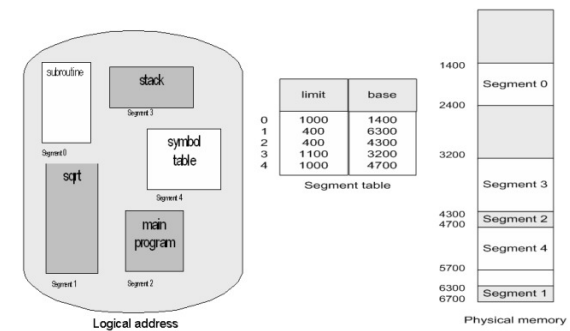 subroutine
Segment 0
stack
Segment 3
symbol
table
Segment 4
sqrt
Segment 1
main
program
Segment 2
Logical address
limit base
0 1000 1400
1 400 6300
2 400 4300
3 1100 3200
4 1000 4700
Segment table
1400
Segment 0
2400
3200
Segment 3
4300
Segment 2
4700
Segment 4
5700
6300
Segment 1
6700
Physical memory